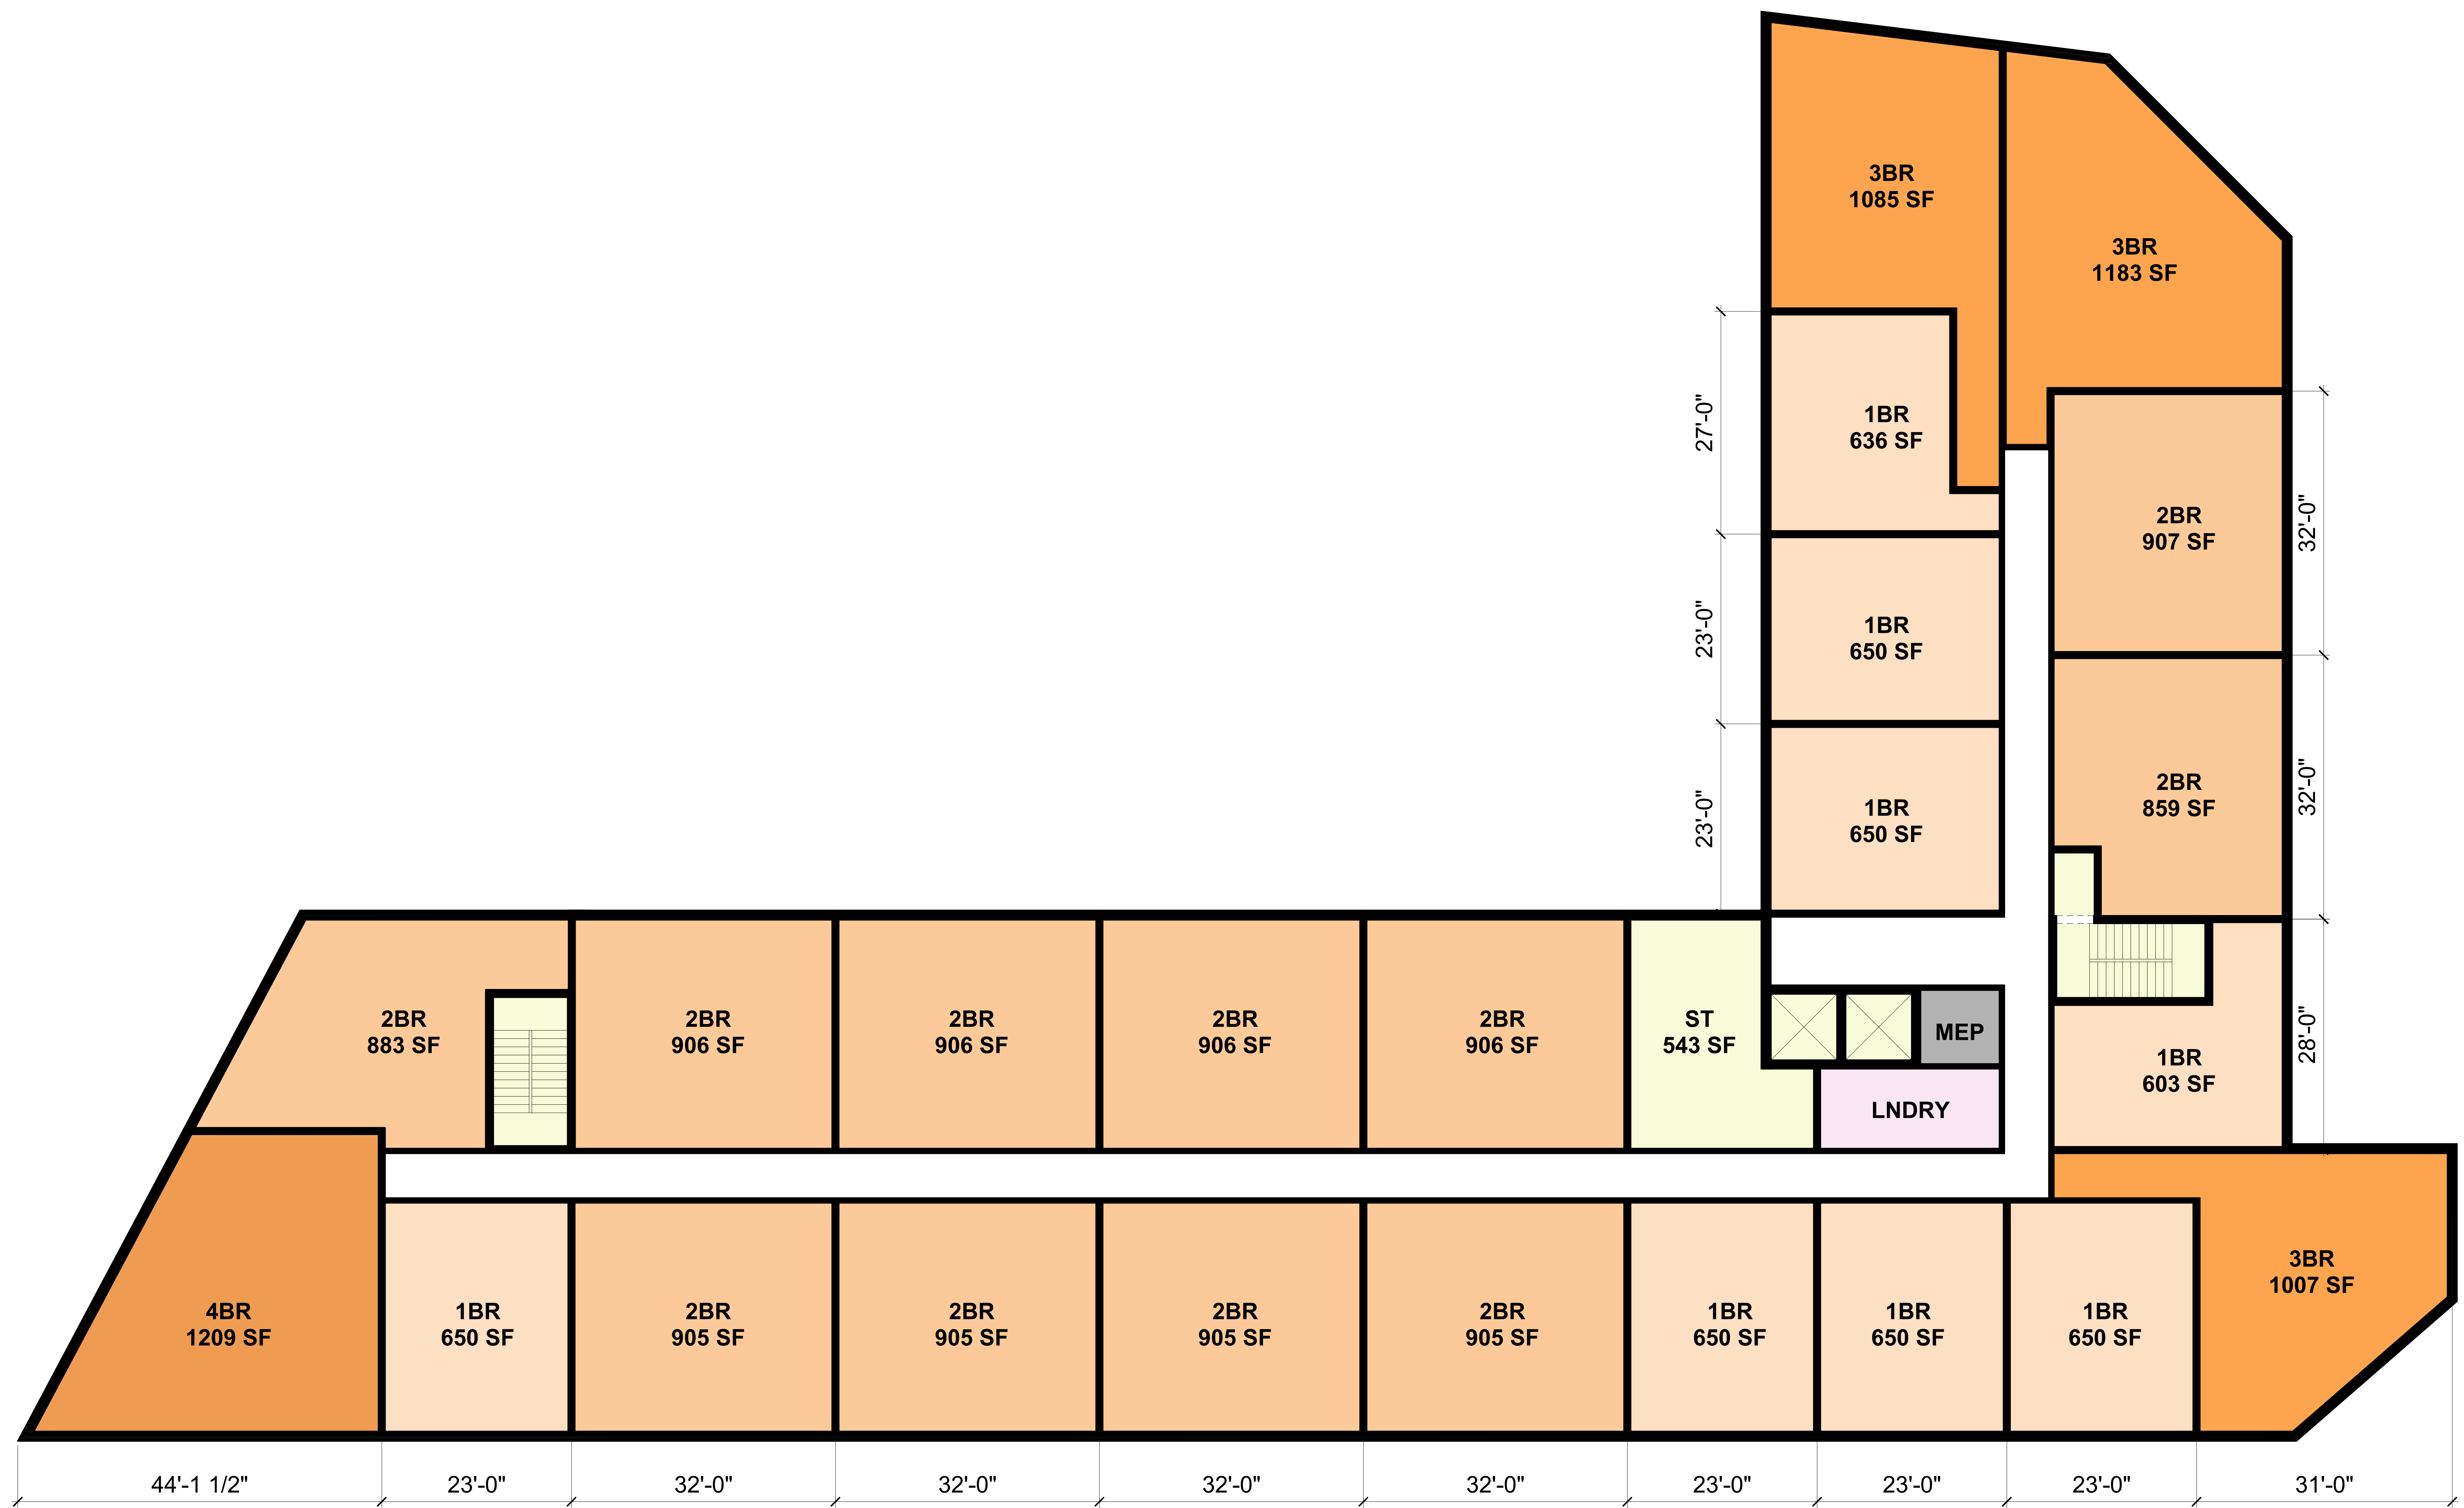 3BR
1085 SF
3BR
1183 SF
27'-0"
1BR
636 SF
2BR
907 SF
32'-0"
23'-0"
1BR
650 SF
2BR
859 SF
32'-0"
23'-0"
1BR
650 SF
2BR
883 SF
2BR
906 SF
2BR
906 SF
2BR
906 SF
2BR
906 SF
ST
543 SF
MEP
LNDRY
1BR
603 SF
28'-0"
4BR
1209 SF
1BR
650 SF
2BR
905 SF
2BR
905 SF
2BR
905 SF
2BR
905 SF
1BR
650 SF
1BR
650 SF
1BR
650 SF
3BR
1007 SF
44'-1 1/2"
23'-0"
32'-0"
32'-0"
32'-0"
32'-0"
23'-0"
23'-0"
23'-0"
31'-0"